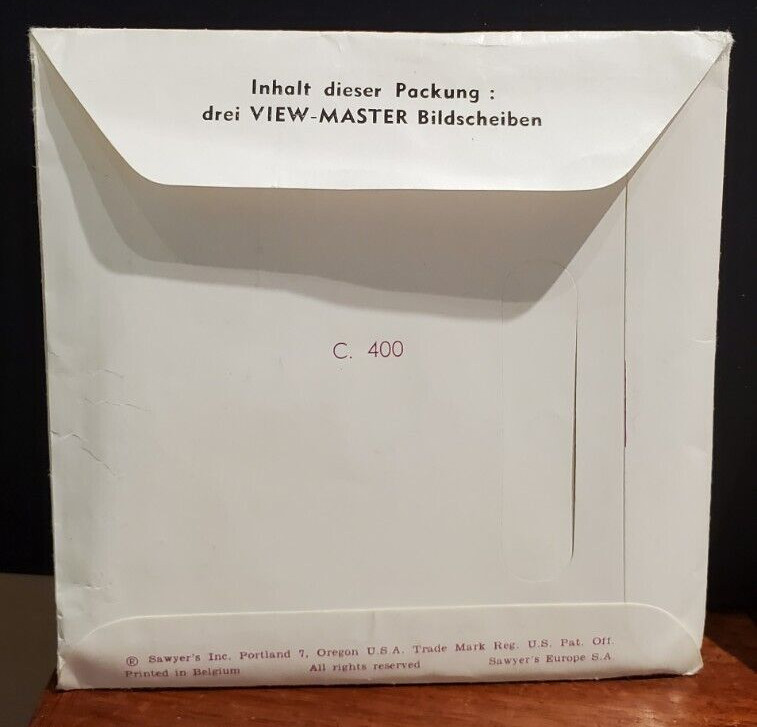 Inhalt dieser Packung :
drei VIEW-MASTER Bildscheiben
C. 400
® Sawyer's Inc. Portland 7, Oregon U.S.A. Trade Mark Reg. U.S. Pat. Off.
Printed in Belgium All rights reserved Sawyer's Europe S.A